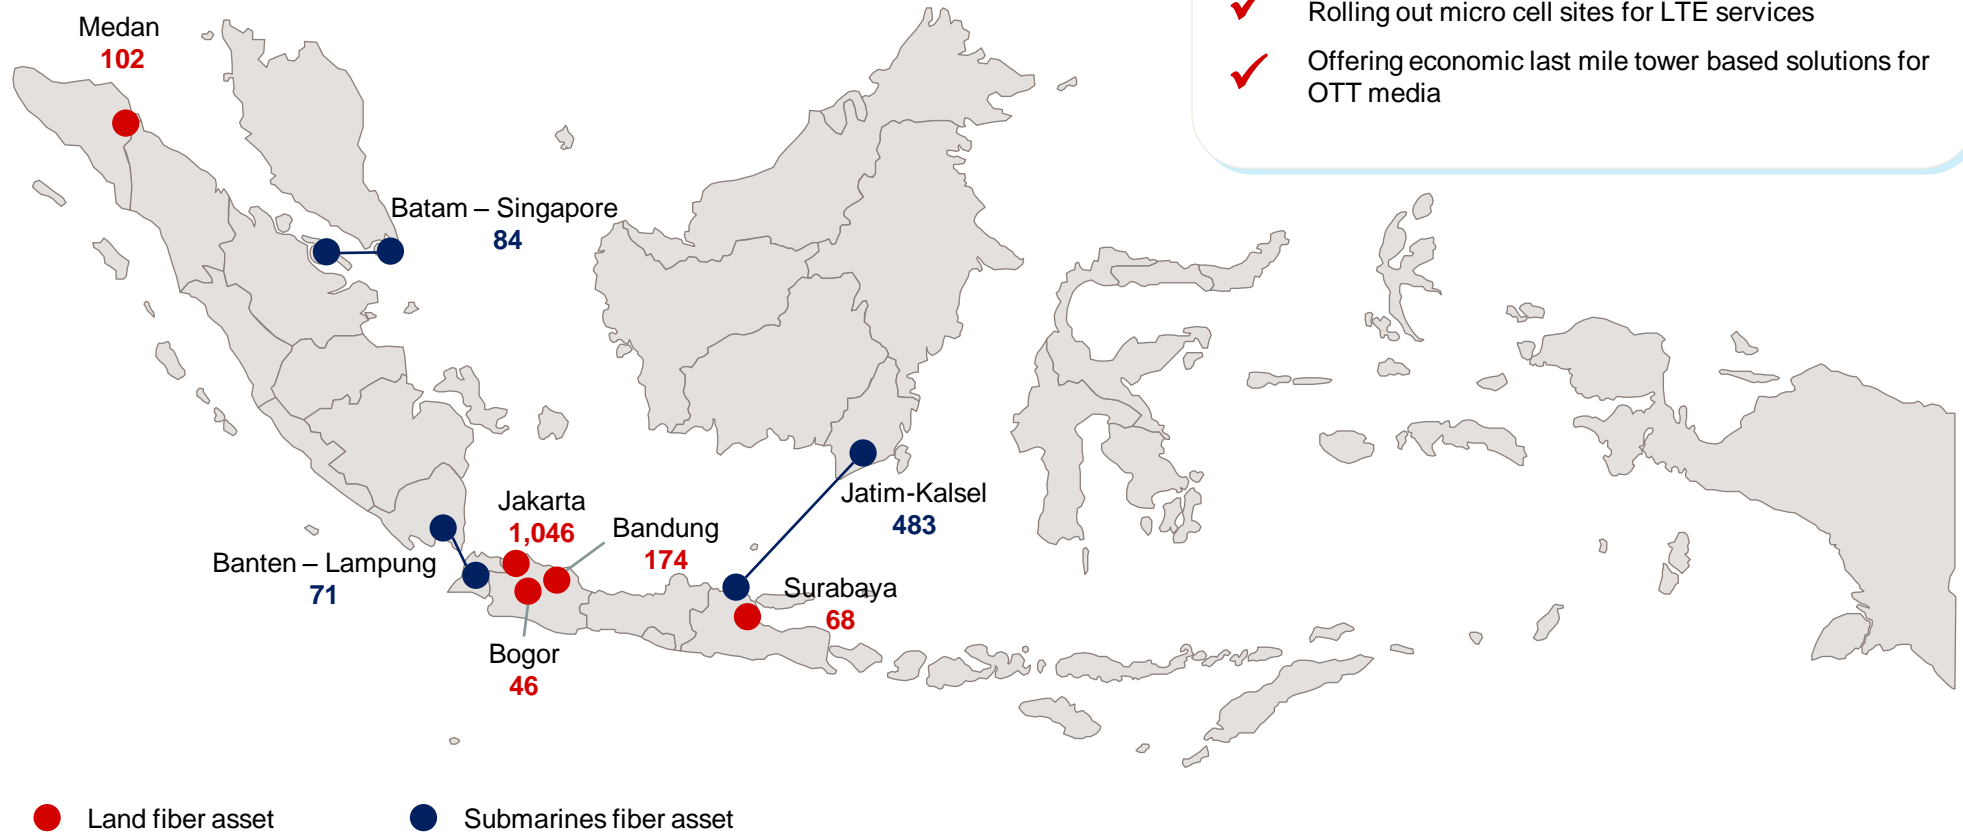 Rolling out micro cell sites for LTE services
Offering economic last mile tower based solutions for
OTT media
Medan
102
Batam – Singapore
84
Jatim-Kalsel
483
Jakarta
1,046
Bandung
174
Banten – Lampung
71
Surabaya
68
Bogor
46
Land fiber asset
Submarines fiber asset